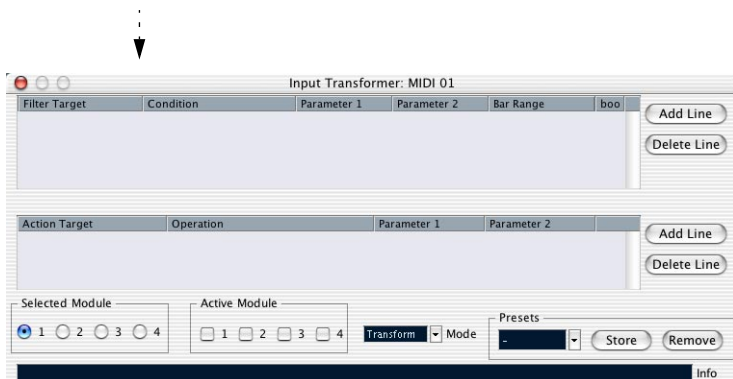 Input Transformer: MIDI 01
Filter Target Condition Parameter 1 Parameter 2 Bar Range boo
Add Line
Delete Line
Action Target Operation Parameter 1 Parameter 2
Add Line
Delete Line
Selected Module Active Module Presets
1 2 3 4 1 2 3 4 Transform Mode - Store Remove
Info